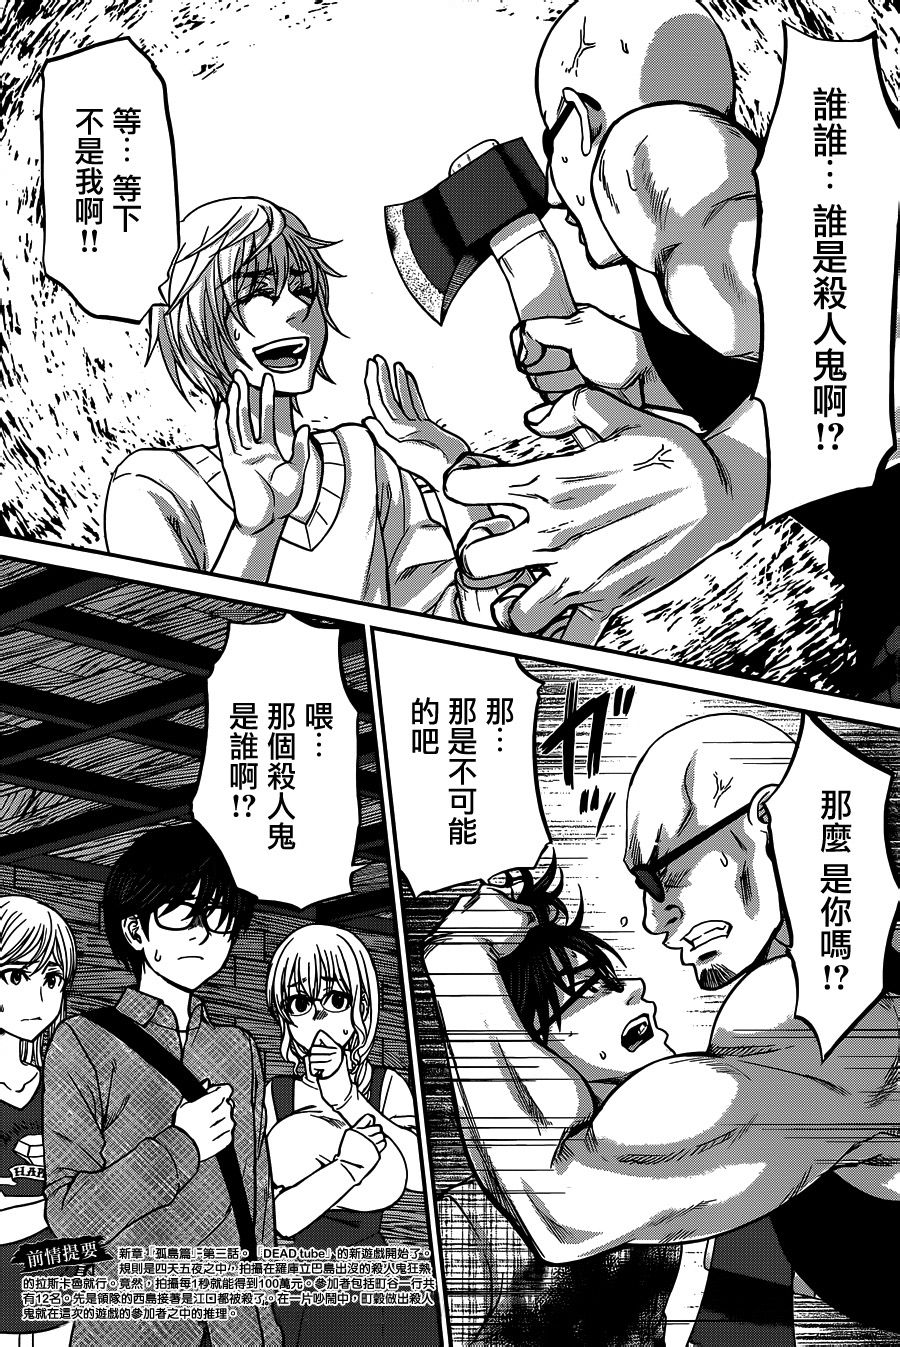 誰誰… 誰是殺人鬼啊!?
等… 等下
不是我啊!!
那麼 是你嗎!?
ガッ
那…
那是不可能
的吧
喂…
那個殺人鬼
是誰啊!?
HAP
前情提要
新章「孤島篇」第三話。「DEAD tube」的新遊戲開始了。
規則是四天五夜之中，拍攝在羅庫立巴島出沒的殺人鬼狂熱
的拉斯卡魯就行。竟然，拍攝每1秒就能得到100萬元。參加者包括町谷一行共
有12名。先是領隊的西島接著是江口都被殺了。在一片吵鬧中，町穀做出殺人
鬼就在這次的遊戲的參加者之中的推理。